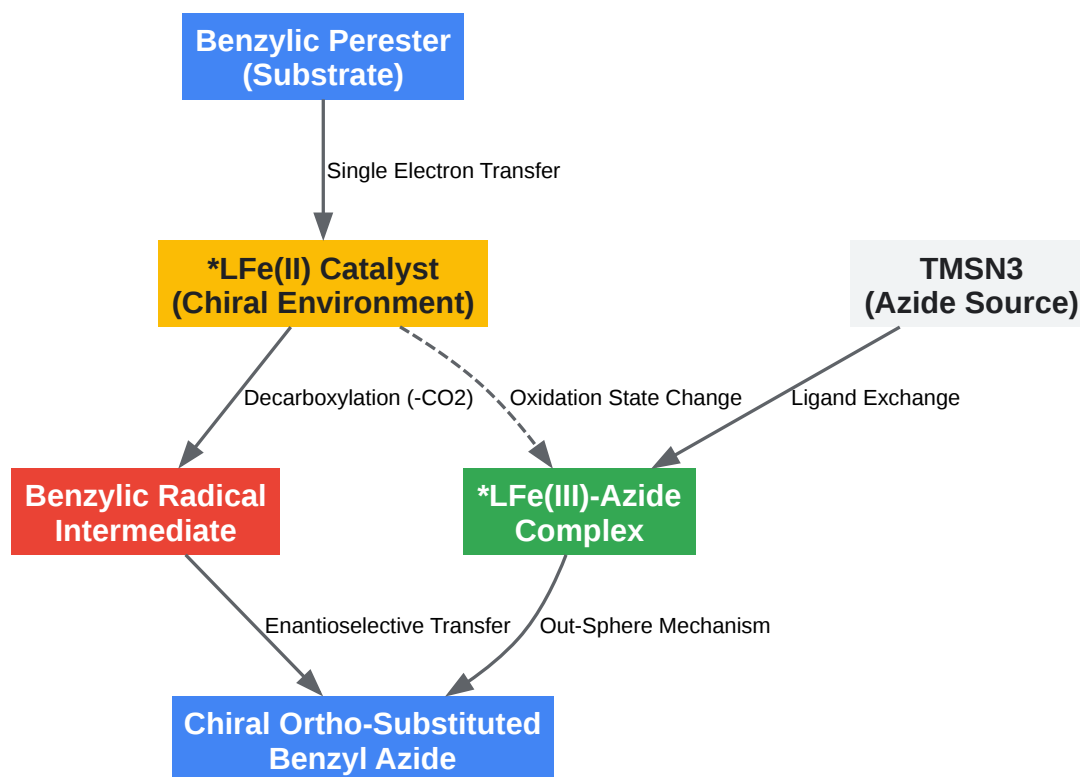 Benzylic Perester
(Substrate)
Single Electron Transfer
*LFe(II) Catalyst
(Chiral Environment)
TMSN3
(Azide Source)
Decarboxylation (-CO2)
Oxidation State Change
Ligand Exchange
Benzylic Radical
Intermediate
*LFe(III)-Azide
Complex
Enantioselective Transfer
Out-Sphere Mechanism
Chiral Ortho-Substituted
Benzyl Azide